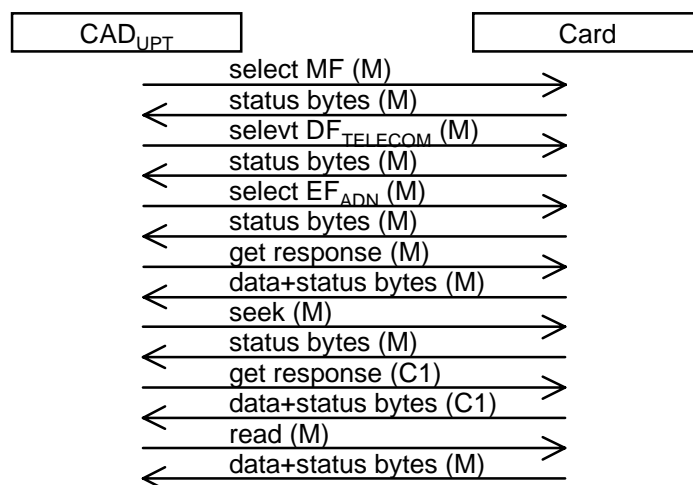 CADUPT Card
select MF (M)
status bytes (M)
selevt DFTELECOM (M)
status bytes (M)
select EFADN (M)
status bytes (M)
get response (M)
data+status bytes (M)
seek (M)
status bytes (M)
get response (C1)
data+status bytes (C1)
read (M)
data+status bytes (M)